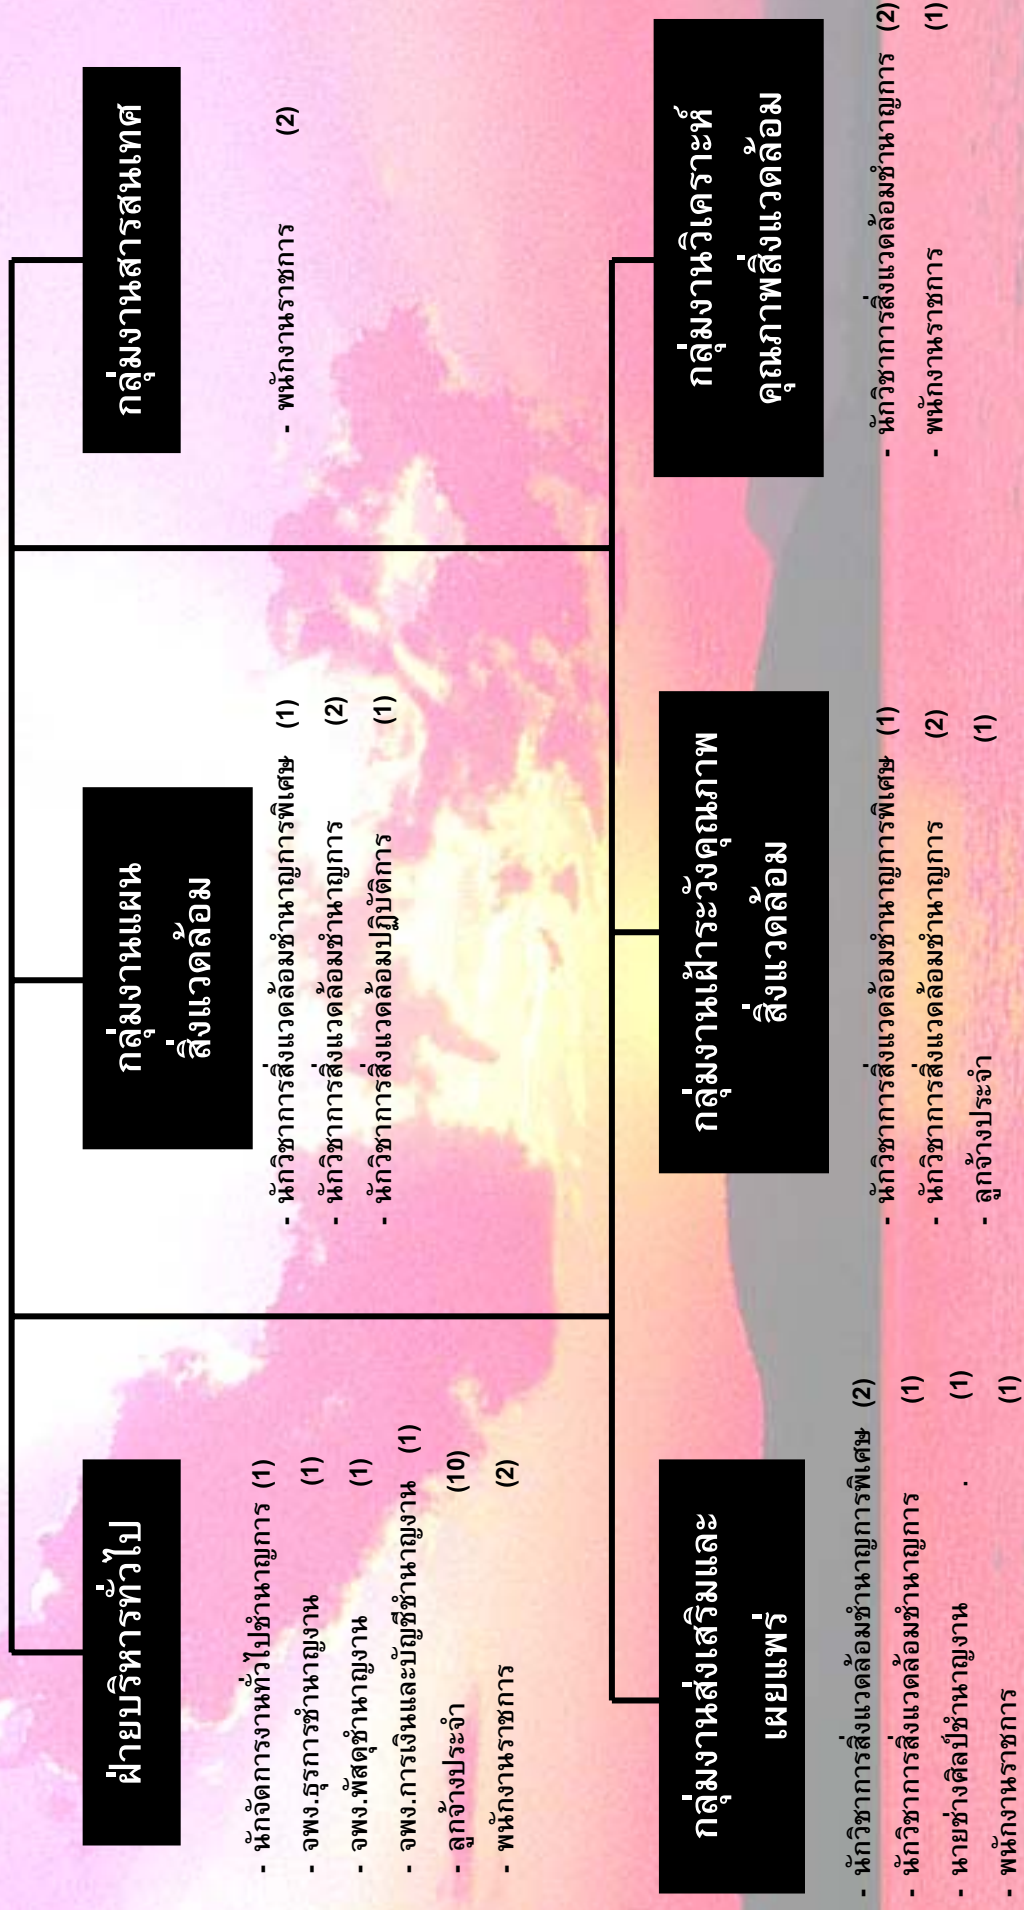 ฝ่ายบริหารทั่วไป
- นักจัดการงานทั่วไปชำนาญการ (1)
- จพง.ธุรการชำนาญงาน (1)
- จพง.พัสดุชำนาญงาน (1)
- จพง.การเงินและบัญชีชำนาญงาน (1)
- ลูกจ้างประจำ (10)
- พนักงานราชการ (2)
กลุ่มงานแผน
สิ่งแวดล้อม
- นักวิชาการสิ่งแวดล้อมชำนาญการพิเศษ (1)
- นักวิชาการสิ่งแวดล้อมชำนาญการ (2)
- นักวิชาการสิ่งแวดล้อมปฏิบัติการ (1)
กลุ่มงานสารสนเทศ
- พนักงานราชการ (2)
กลุ่มงานส่งเสริมและ
เผยแพร่
- นักวิชาการสิ่งแวดล้อมชำนาญการพิเศษ (2)
- นักวิชาการสิ่งแวดล้อมชำนาญการ (1)
- นายช่างศิลป์ชำนาญงาน . (1)
- พนักงานราชการ (1)
กลุ่มงานเฝ้าระวังคุณภาพ
สิ่งแวดล้อม
- นักวิชาการสิ่งแวดล้อมชำนาญการพิเศษ (1)
- นักวิชาการสิ่งแวดล้อมชำนาญการ (2)
- ลูกจ้างประจำ (1)
กลุ่มงานวิเคราะห์
คุณภาพสิ่งแวดล้อม
- นักวิชาการสิ่งแวดล้อมชำนาญการ (2)
- พนักงานราชการ (1)